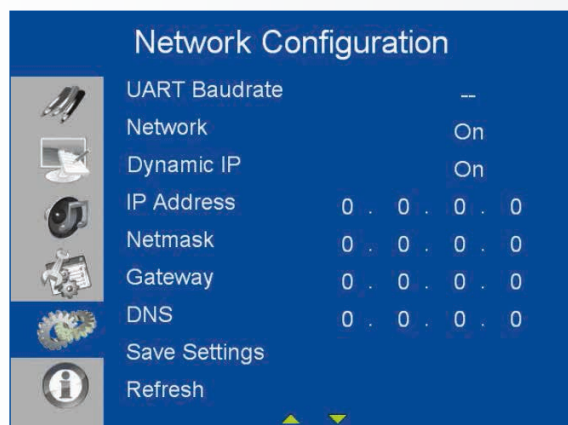 Network Configuration
UART Baudrate --
Network On
Dynamic IP On
IP Address 0 . 0 . 0 . 0
Netmask 0 . 0 . 0 . 0
Gateway 0 . 0 . 0 . 0
DNS 0 . 0 . 0 . 0
Save Settings
Refresh